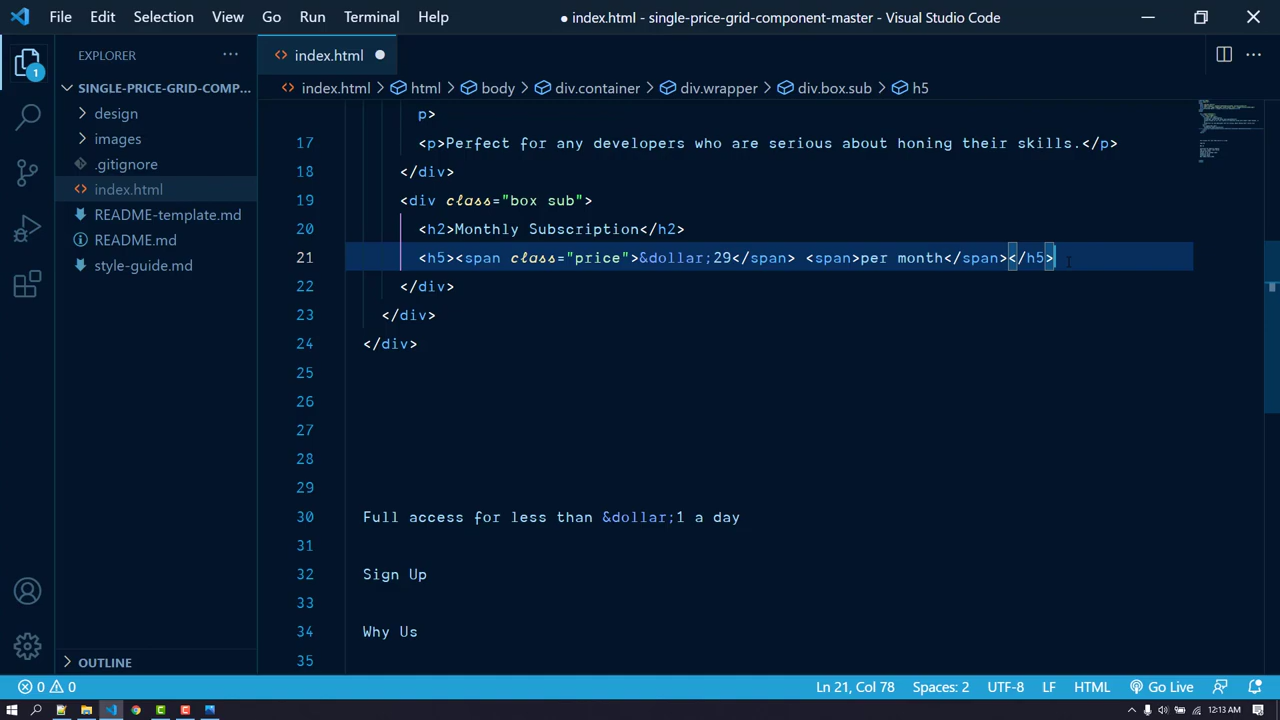 File Edit Selection View Go Run Terminal Help
● index.html - single-price-grid-component-master - Visual Studio Code
EXPLORER
SINGLE-PRICE-GRID-COMP...
design
images
.gitignore
index.html
README-template.md
README.md
style-guide.md
OUTLINE
1
index.html ●
index.html > html > body > div.container > div.wrapper > div.box.sub > h5
p>
17 <p>Perfect for any developers who are serious about honing their skills.</p>
18 </div>
19 <div class="box sub">
20 <h2>Monthly Subscription</h2>
21 <h5><span class="price">&dollar;29</span> <span>per month</span></h5>
22 </div>
23 </div>
24 </div>
25
26
27
28
29
30 Full access for less than &dollar;1 a day
31
32 Sign Up
33
34 Why Us
35
0 0
Ln 21, Col 78 Spaces: 2 UTF-8 LF HTML Go Live
12:13 AM